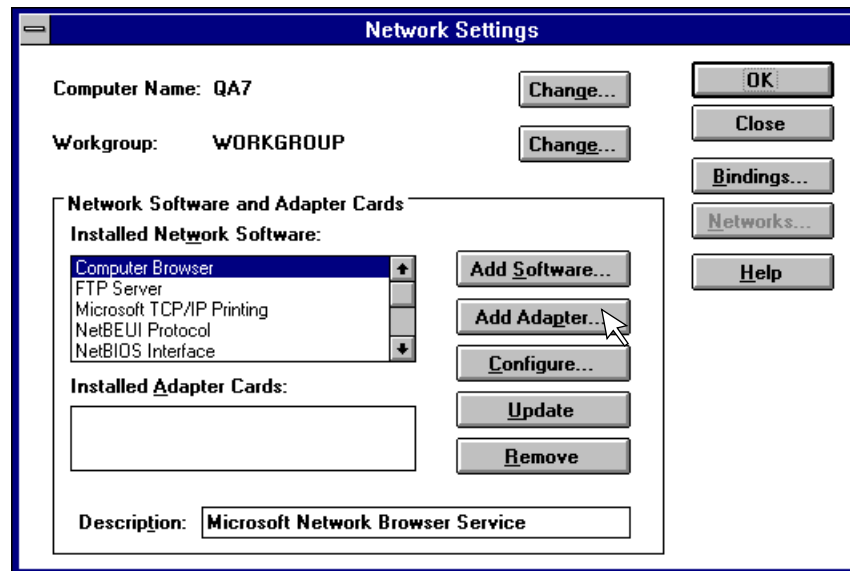 Network Settings
Computer Name: QA7
Change...
OK
Close
Workgroup: WORKGROUP
Change...
Bindings...
Networks...
Help
Network Software and Adapter Cards
Installed Network Software:
Computer Browser
FTP Server
Microsoft TCP/IP Printing
NetBEUI Protocol
NetBIOS Interface
Add Software...
Add Adapter...
Configure...
Update
Remove
Installed Adapter Cards:
Description: Microsoft Network Browser Service